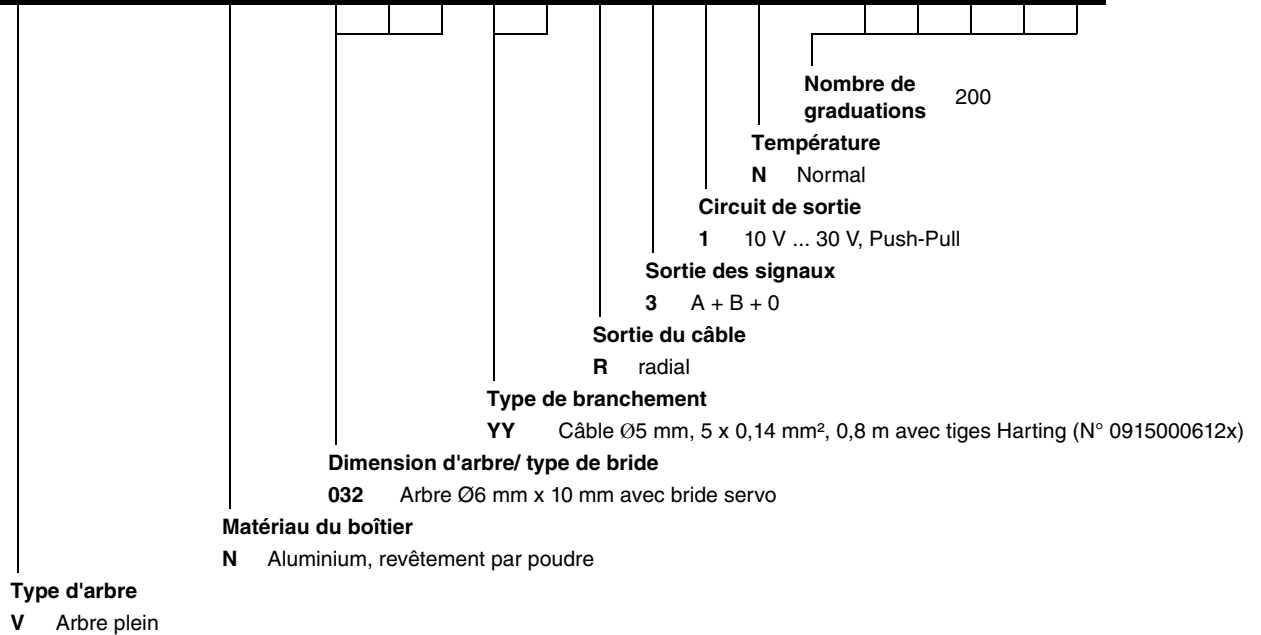 Nombre de
graduations 200
Température
N Normal
Circuit de sortie
1 10 V ... 30 V, Push-Pull
Sortie des signaux
3 A + B + 0
Sortie du câble
R radial
Type de branchement
YY Câble Ø5 mm, 5 x 0,14 mm², 0,8 m avec tiges Harting (N° 0915000612x)
Dimension d'arbre/ type de bride
032 Arbre Ø6 mm x 10 mm avec bride servo
Matériau du boîtier
N Aluminium, revêtement par poudre
Type d'arbre
V Arbre plein